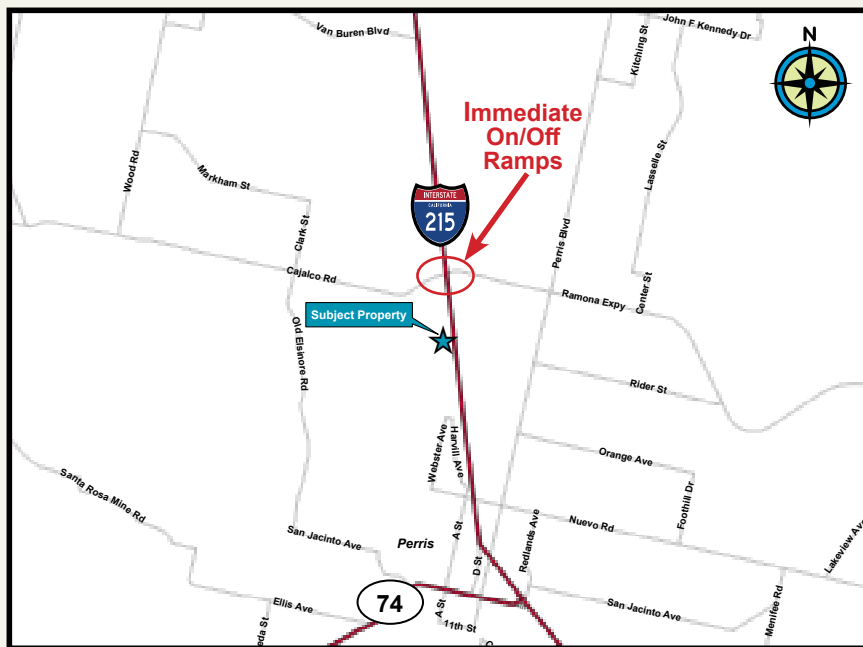 Van Buren Blvd
John F Kennedy Dr
N
Kitching St
Immediate
On/Off
Ramps
Wood Rd
Markham St
Lasselle St
INTERSTATE
CALIFORNIA
215
Clark St
Perris Blvd
Cajalco Rd
Center St
Ramona Expy
Subject Property
Old Elsinore Rd
Rider St
Webster Ave
Harvill Ave
Orange Ave
Santa Rosa Mine Rd
Foothill Dr
Nuevo Rd
San Jacinto Ave
Perris
A St
D St
Redlands Ave
Lakeview Av
Menifee Rd
74
Ellis Ave
A St
11th St
San Jacinto Ave
eda St